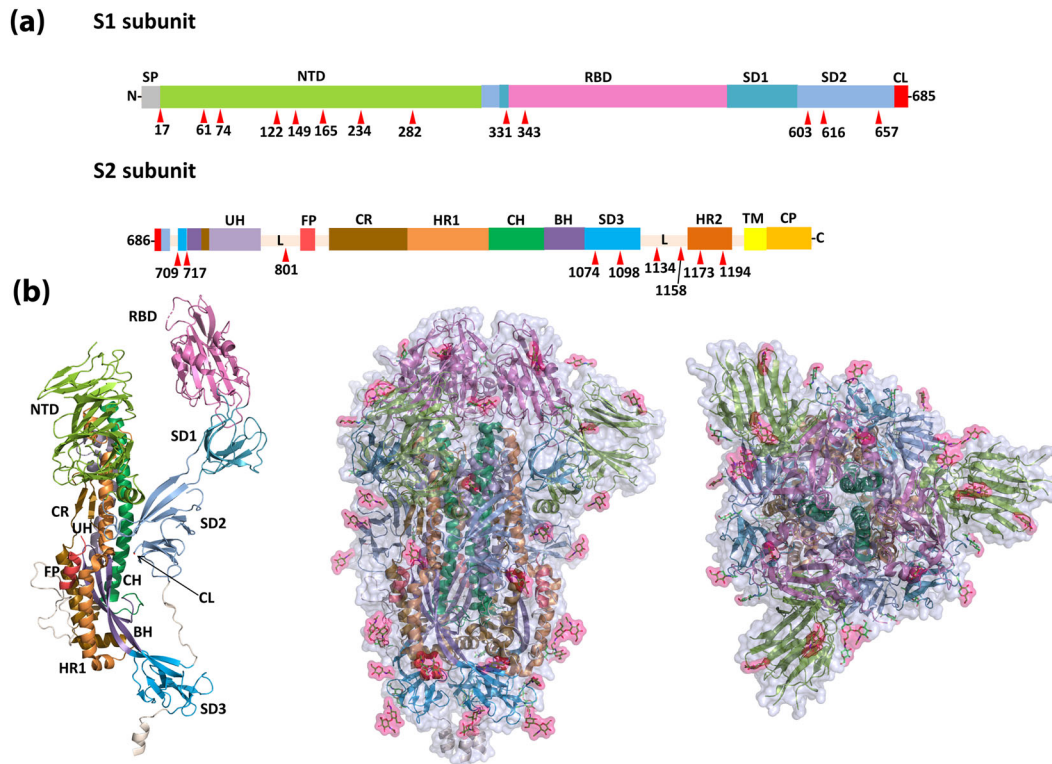 (a) S1 subunit
SP NTD RBD SD1 SD2 CL
N- -685
17 61 74 122 149 165 234 282 331 343 603 616 657
S2 subunit
UH FP CR HR1 CH BH SD3 HR2 TM CP
686- L L -C
709 717 801 1074 1098 1134 1158 1173 1194
(b)
RBD
NTD
SD1
CR
UH
SD2
FP
CH
CL
BH
HR1
SD3